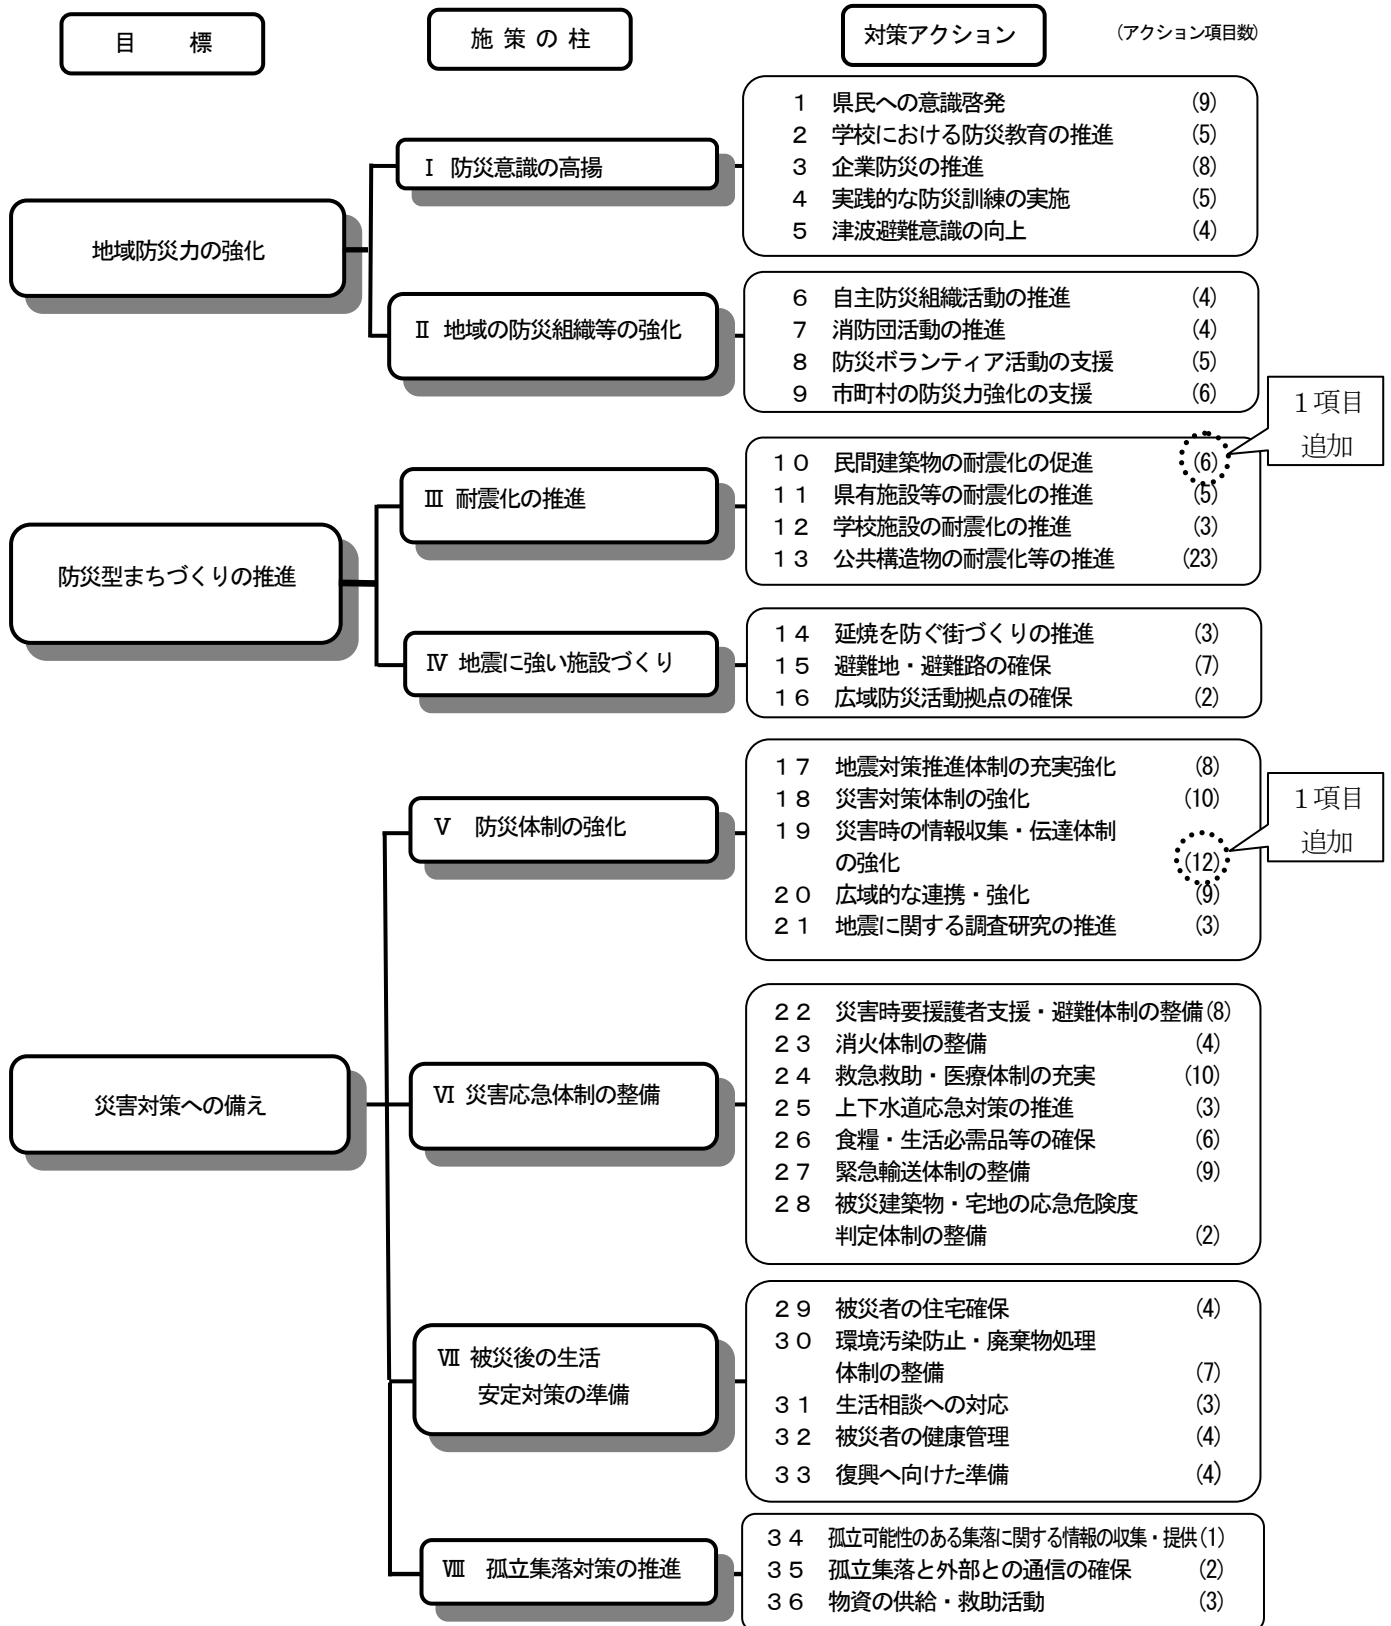 目　　標
施 策 の 柱
対策アクション
(アクション項目数)
地域防災力の強化
Ⅰ 防災意識の高揚
１ 県民への意識啓発 (9)
２ 学校における防災教育の推進 (5)
３ 企業防災の推進 (8)
４ 実践的な防災訓練の実施 (5)
５ 津波避難意識の向上 (4)
Ⅱ 地域の防災組織等の強化
６ 自主防災組織活動の推進 (4)
７ 消防団活動の推進 (4)
８ 防災ボランティア活動の支援 (5)
９ 市町村の防災力強化の支援 (6)
１項目
追加
防災型まちづくりの推進
Ⅲ 耐震化の推進
１０ 民間建築物の耐震化の促進 (6)
１１ 県有施設等の耐震化の推進 (5)
１２ 学校施設の耐震化の推進 (3)
１３ 公共構造物の耐震化等の推進 (23)
Ⅳ 地震に強い施設づくり
１４ 延焼を防ぐ街づくりの推進 (3)
１５ 避難地・避難路の確保 (7)
１６ 広域防災活動拠点の確保 (2)
災害対策への備え
Ⅴ 防災体制の強化
１７ 地震対策推進体制の充実強化 (8)
１８ 災害対策体制の強化 (10)
１９ 災害時の情報収集・伝達体制
の強化 (12)
２０ 広域的な連携・強化 (9)
２１ 地震に関する調査研究の推進 (3)
１項目
追加
Ⅵ 災害応急体制の整備
２２ 災害時要援護者支援・避難体制の整備(8)
２３ 消火体制の整備 (4)
２４ 救急救助・医療体制の充実 (10)
２５ 上下水道応急対策の推進 (3)
２６ 食糧・生活必需品等の確保 (6)
２７ 緊急輸送体制の整備 (9)
２８ 被災建築物・宅地の応急危険度
判定体制の整備 (2)
Ⅶ 被災後の生活
安定対策の準備
２９ 被災者の住宅確保 (4)
３０ 環境汚染防止・廃棄物処理
体制の整備 (7)
３１ 生活相談への対応 (3)
３２ 被災者の健康管理 (4)
３３ 復興へ向けた準備 (4)
Ⅷ 孤立集落対策の推進
３４ 孤立可能性のある集落に関する情報の収集・提供(1)
３５ 孤立集落と外部との通信の確保 (2)
３６ 物資の供給・救助活動 (3)